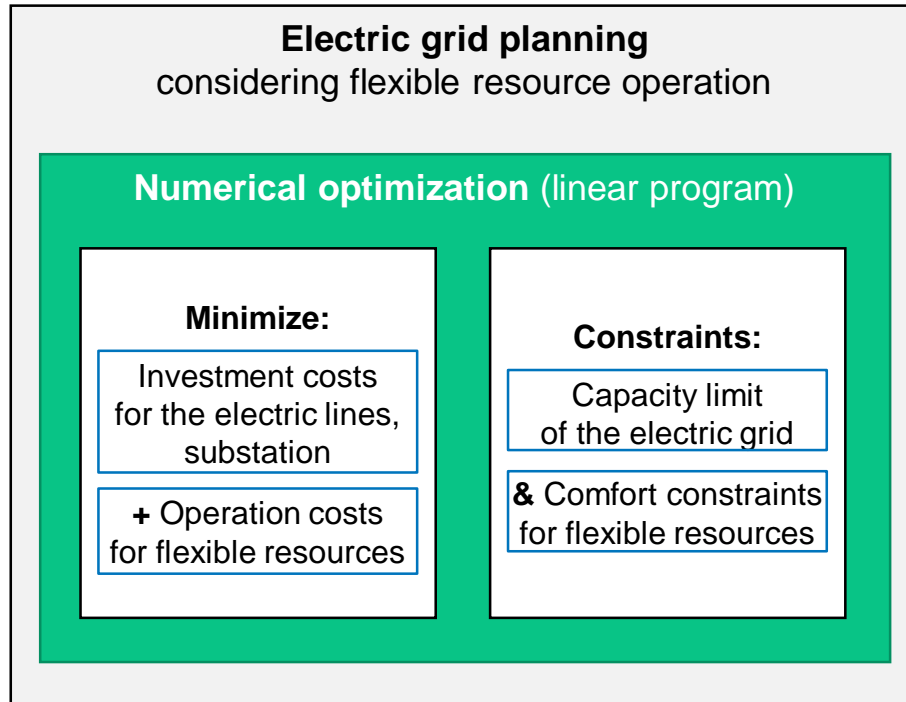 Electric grid planning
considering flexible resource operation
Numerical optimization (linear program)
Minimize:
Investment costs
for the electric lines,
substation
+ Operation costs
for flexible resources
Constraints:
Capacity limit
of the electric grid
& Comfort constraints
for flexible resources